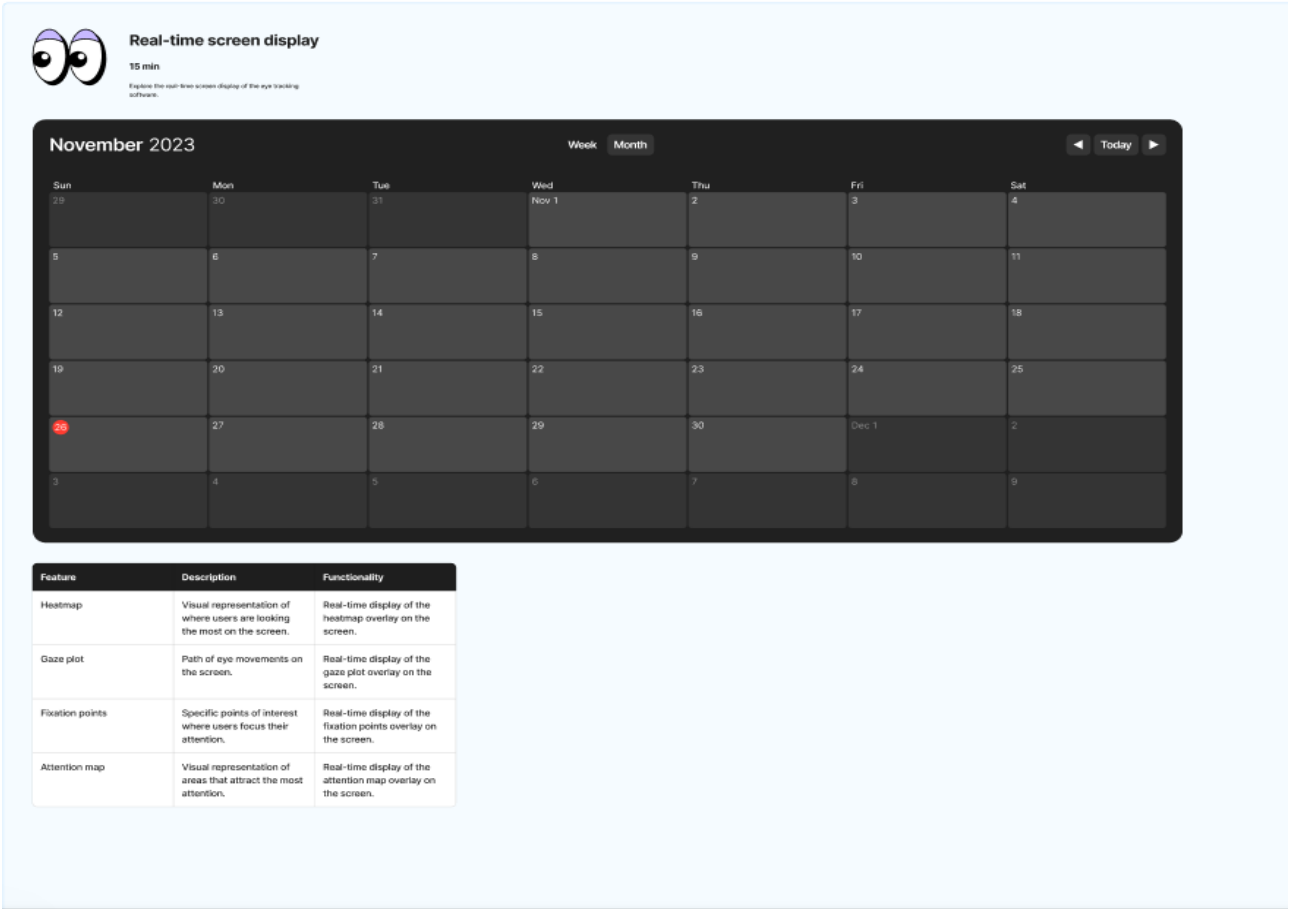 Real-time screen display
15 min
Explore the real-time screen display of the eye tracking
software.
November 2023
Week Month
◀ Today ▶
Sun Mon Tue Wed Thu Fri Sat
29 30 31 Nov 1 2 3 4
5 6 7 8 9 10 11
12 13 14 15 16 17 18
19 20 21 22 23 24 25
26 27 28 29 30 Dec 1 2
3 4 5 6 7 8 9
Feature Description Functionality
Heatmap
Visual representation of
where users are looking
the most on the screen.
Real-time display of the
heatmap overlay on the
screen.
Gaze plot
Path of eye movements on
the screen.
Real-time display of the
gaze plot overlay on the
screen.
Fixation points
Specific points of interest
where users focus their
attention.
Real-time display of the
fixation points overlay on
the screen.
Attention map
Visual representation of
areas that attract the most
attention.
Real-time display of the
attention map overlay on
the screen.